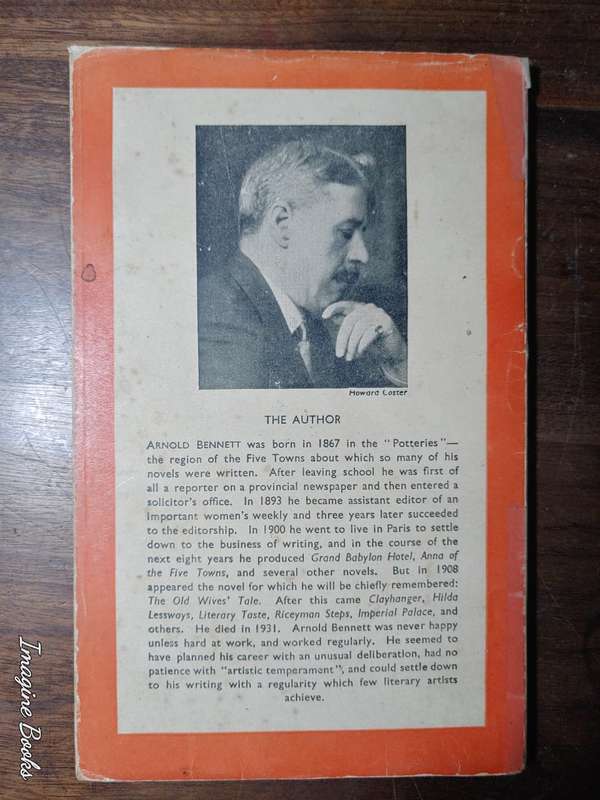 Howard Coster
THE AUTHOR
ARNOLD BENNETT was born in 1867 in the "Potteries"—
the region of the Five Towns about which so many of his
novels were written. After leaving school he was first of
all a reporter on a provincial newspaper and then entered a
solicitor's office. In 1893 he became assistant editor of an
important women's weekly and three years later succeeded
to the editorship. In 1900 he went to live in Paris to settle
down to the business of writing, and in the course of the
next eight years he produced Grand Babylon Hotel, Anna of
the Five Towns, and several other novels. But in 1908
appeared the novel for which he will be chiefly remembered:
The Old Wives' Tale. After this came Clayhanger, Hilda
Lessways, Literary Taste, Riceyman Steps, Imperial Palace, and
others. He died in 1931. Arnold Bennett was never happy
unless hard at work, and worked regularly. He seemed to
have planned his career with an unusual deliberation, had no
patience with "artistic temperament", and could settle down
to his writing with a regularity which few literary artists
achieve.
Imagine Books